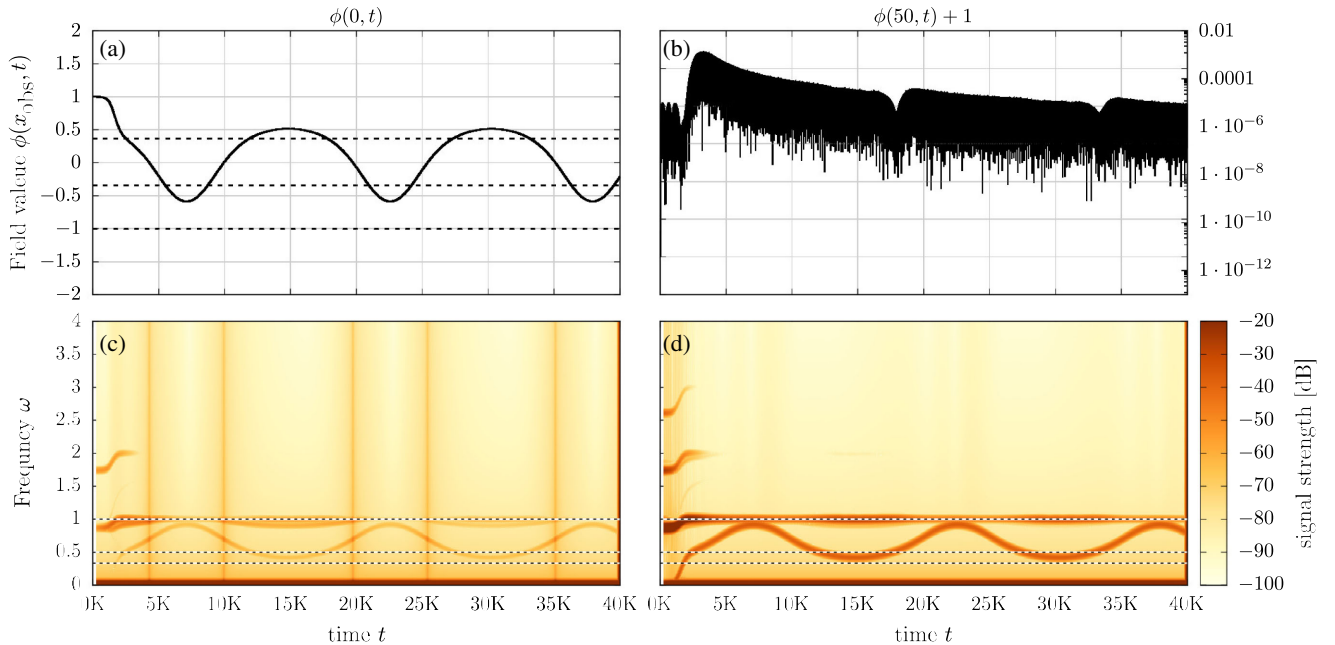 ϕ(0, t)
ϕ(50, t) + 1
Field valeue ϕ(x_obs, t)
(a)
2
1.5
1
0.5
0
−0.5
−1
−1.5
−2
(b)
0.01
0.0001
1 · 10⁻⁶
1 · 10⁻⁸
1 · 10⁻¹⁰
1 · 10⁻¹²
Frequncy ω
(c)
4
3.5
3
2.5
2
1.5
1
0.5
0
0K 5K 10K 15K 20K 25K 30K 35K
time t
(d)
0K 5K 10K 15K 20K 25K 30K 35K 40K
time t
−20
−30
−40
−50
−60
−70
−80
−90
−100
signal strength [dB]